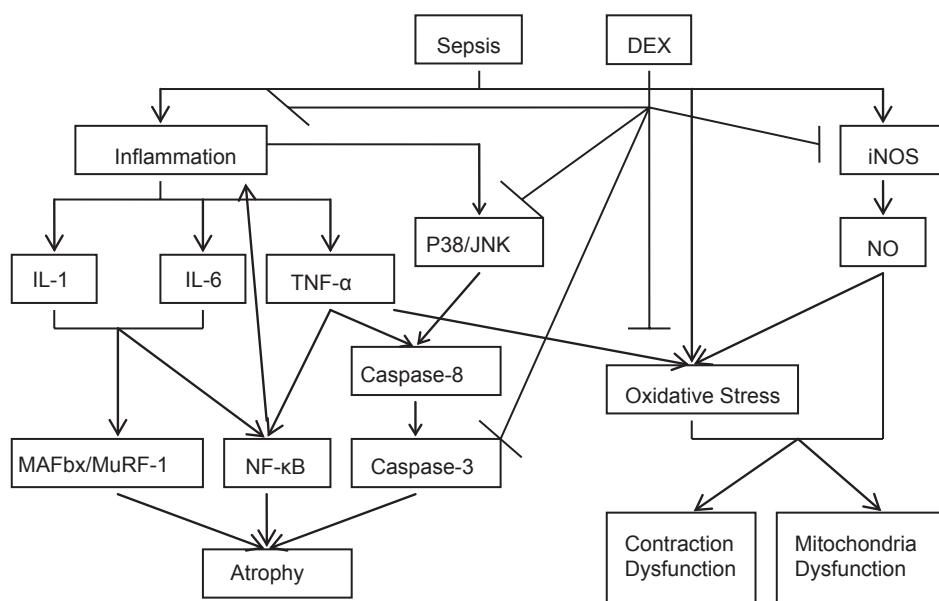 Sepsis
DEX
Inflammation
iNOS
P38/JNK
NO
IL-1
IL-6
TNF-α
Caspase-8
Oxidative Stress
MAFbx/MuRF-1
NF-κB
Caspase-3
Contraction
Dysfunction
Mitochondria
Dysfunction
Atrophy